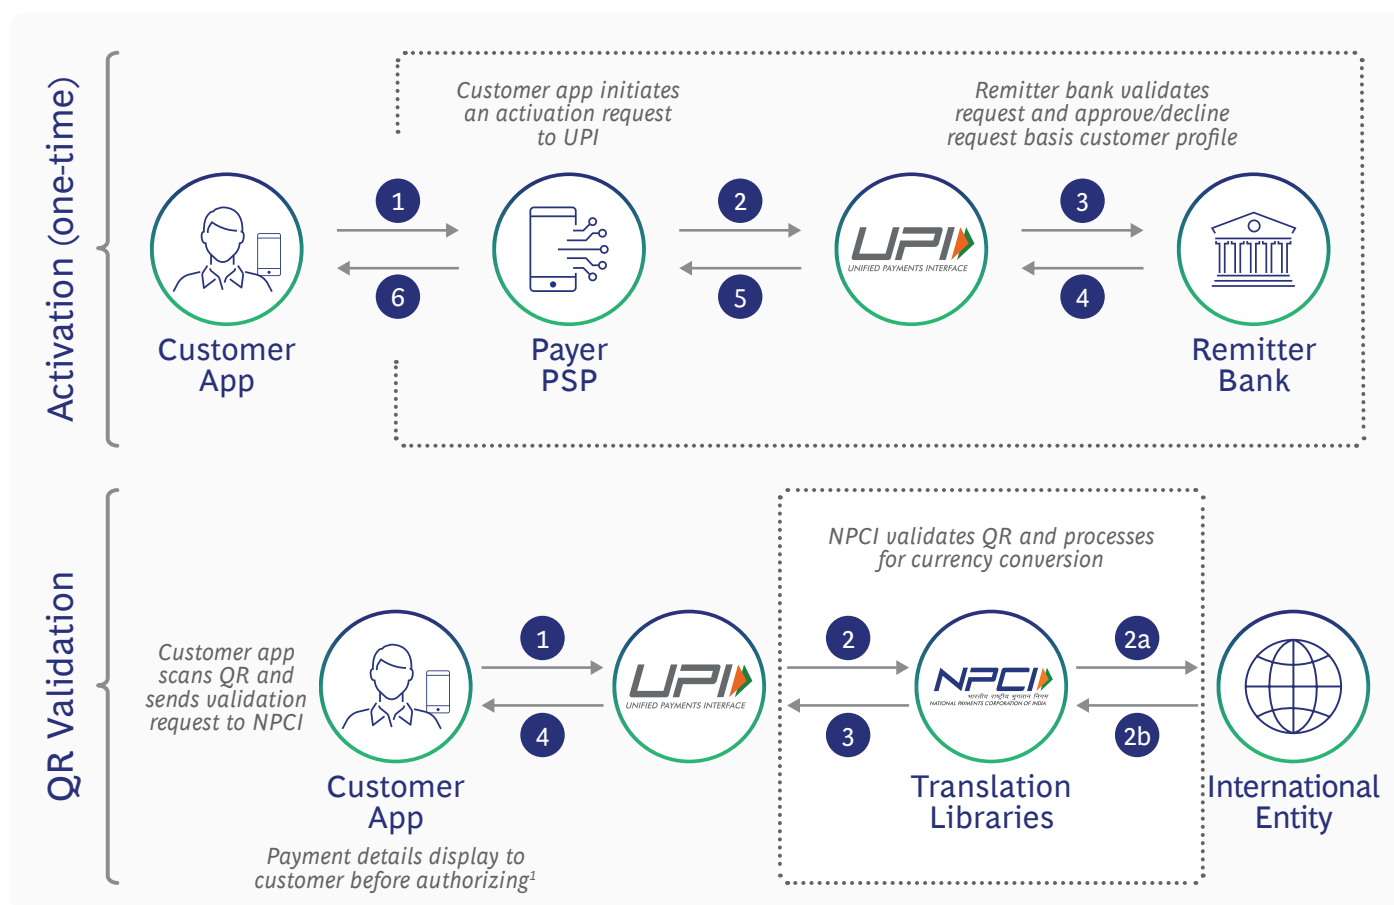 Activation (one-time)
Customer app initiates
an activation request
to UPI
Remitter bank validates
request and approve/decline
request basis customer profile
1
2
3
UPI
UNIFIED PAYMENTS INTERFACE
6
5
4
Customer
App
Payer
PSP
Remitter
Bank
QR Validation
NPCI validates QR and processes
for currency conversion
Customer app
scans QR and
sends validation
request to NPCI
1
2
2a
UPI
UNIFIED PAYMENTS INTERFACE
NPCI
भारतीय राष्ट्रीय भुगतान निगम
NATIONAL PAYMENTS CORPORATION OF INDIA
4
3
2b
Customer
App
Translation
Libraries
International
Entity
Payment details display to
customer before authorizing¹